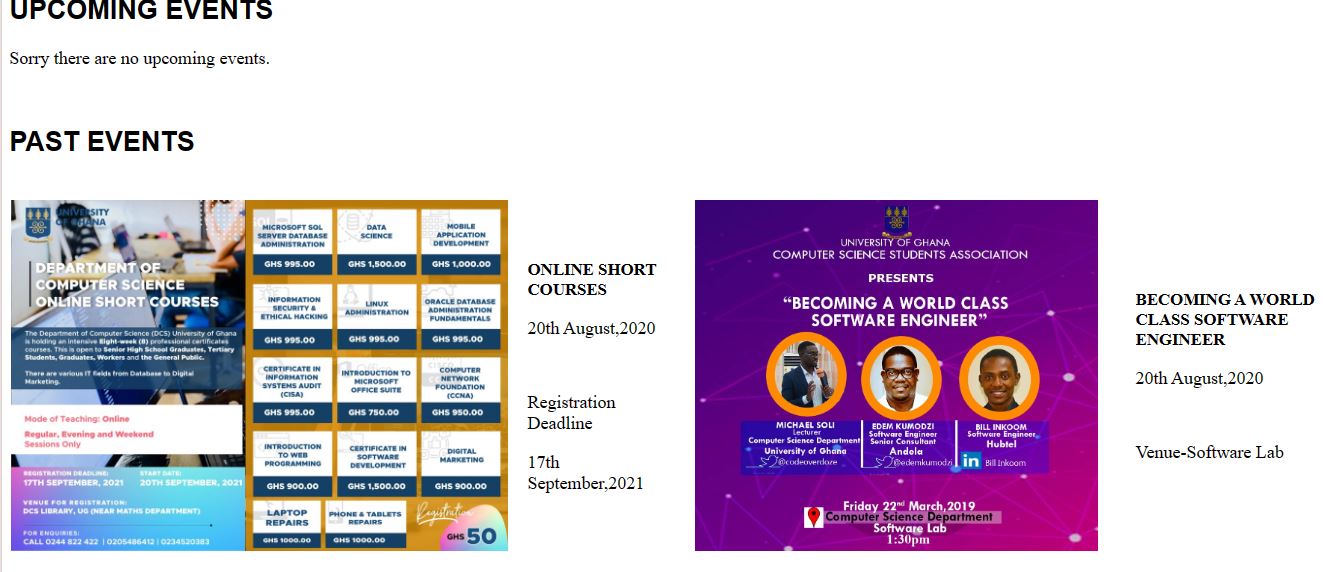 UPCOMING EVENTS
Sorry there are no upcoming events.
PAST EVENTS
UNIVERSITY
OF GHANA
DEPARTMENT OF
COMPUTER SCIENCE
ONLINE SHORT COURSES
The Department of Computer Science (DCS) University of Ghana
is holding an intensive Eight-week (8) professional certificates
courses. This is open to Senior High School Graduates, Tertiary
Students, Graduates, Workers and the General Public.
There are various IT fields from Database to Digital
Marketing.
Mode of Teaching: Online
Regular, Evening and Weekend
Sessions Only
REGISTRATION DEADLINE:
17TH SEPTEMBER, 2021
START DATE:
20TH SEPTEMBER, 2021
VENUE FOR REGISTRATION:
DCS LIBRARY, UG (NEAR MATHS DEPARTMENT)
FOR ENQUIRIES:
CALL 0244 822 422 | 0205486412 | 0234520383
MICROSOFT SQL
SERVER DATABASE
ADMINISTRATION
GHS 995.00
DATA
SCIENCE
GHS 1,500.00
MOBILE
APPLICATION
DEVELOPMENT
GHS 1,000.00
INFORMATION
SECURITY &
ETHICAL HACKING
GHS 995.00
LINUX
ADMINISTRATION
GHS 995.00
ORACLE DATABASE
ADMINISTRATION
FUNDAMENTALS
GHS 995.00
CERTIFICATE IN
INFORMATION
SYSTEMS AUDIT
(CISA)
GHS 995.00
INTRODUCTION TO
MICROSOFT
OFFICE SUITE
GHS 750.00
COMPUTER
NETWORK
FOUNDATION
(CCNA)
GHS 950.00
INTRODUCTION
TO WEB
PROGRAMMING
GHS 900.00
CERTIFICATE IN
SOFTWARE
DEVELOPMENT
GHS 1,500.00
DIGITAL
MARKETING
GHS 900.00
LAPTOP
REPAIRS
GHS 1000.00
PHONE & TABLETS
REPAIRS
GHS 1000.00
Registration
GHS 50
ONLINE SHORT
COURSES
20th August,2020
Registration
Deadline
17th
September,2021
UNIVERSITY OF GHANA
COMPUTER SCIENCE STUDENTS ASSOCIATION
PRESENTS
“BECOMING A WORLD CLASS
SOFTWARE ENGINEER”
MICHAEL SOLI
Lecturer
Computer Science Department
University of Ghana
@codeoverdoze
EDEM KUMODZI
Software Engineer
Senior Consultant
Andola
@edemkumodzi
BILL INKOOM
Software Engineer
Hubtel
in Bill Inkoom
Friday 22nd March,2019
Computer Science Department
Software Lab
1:30pm
BECOMING A WORLD
CLASS SOFTWARE
ENGINEER
20th August,2020
Venue-Software Lab